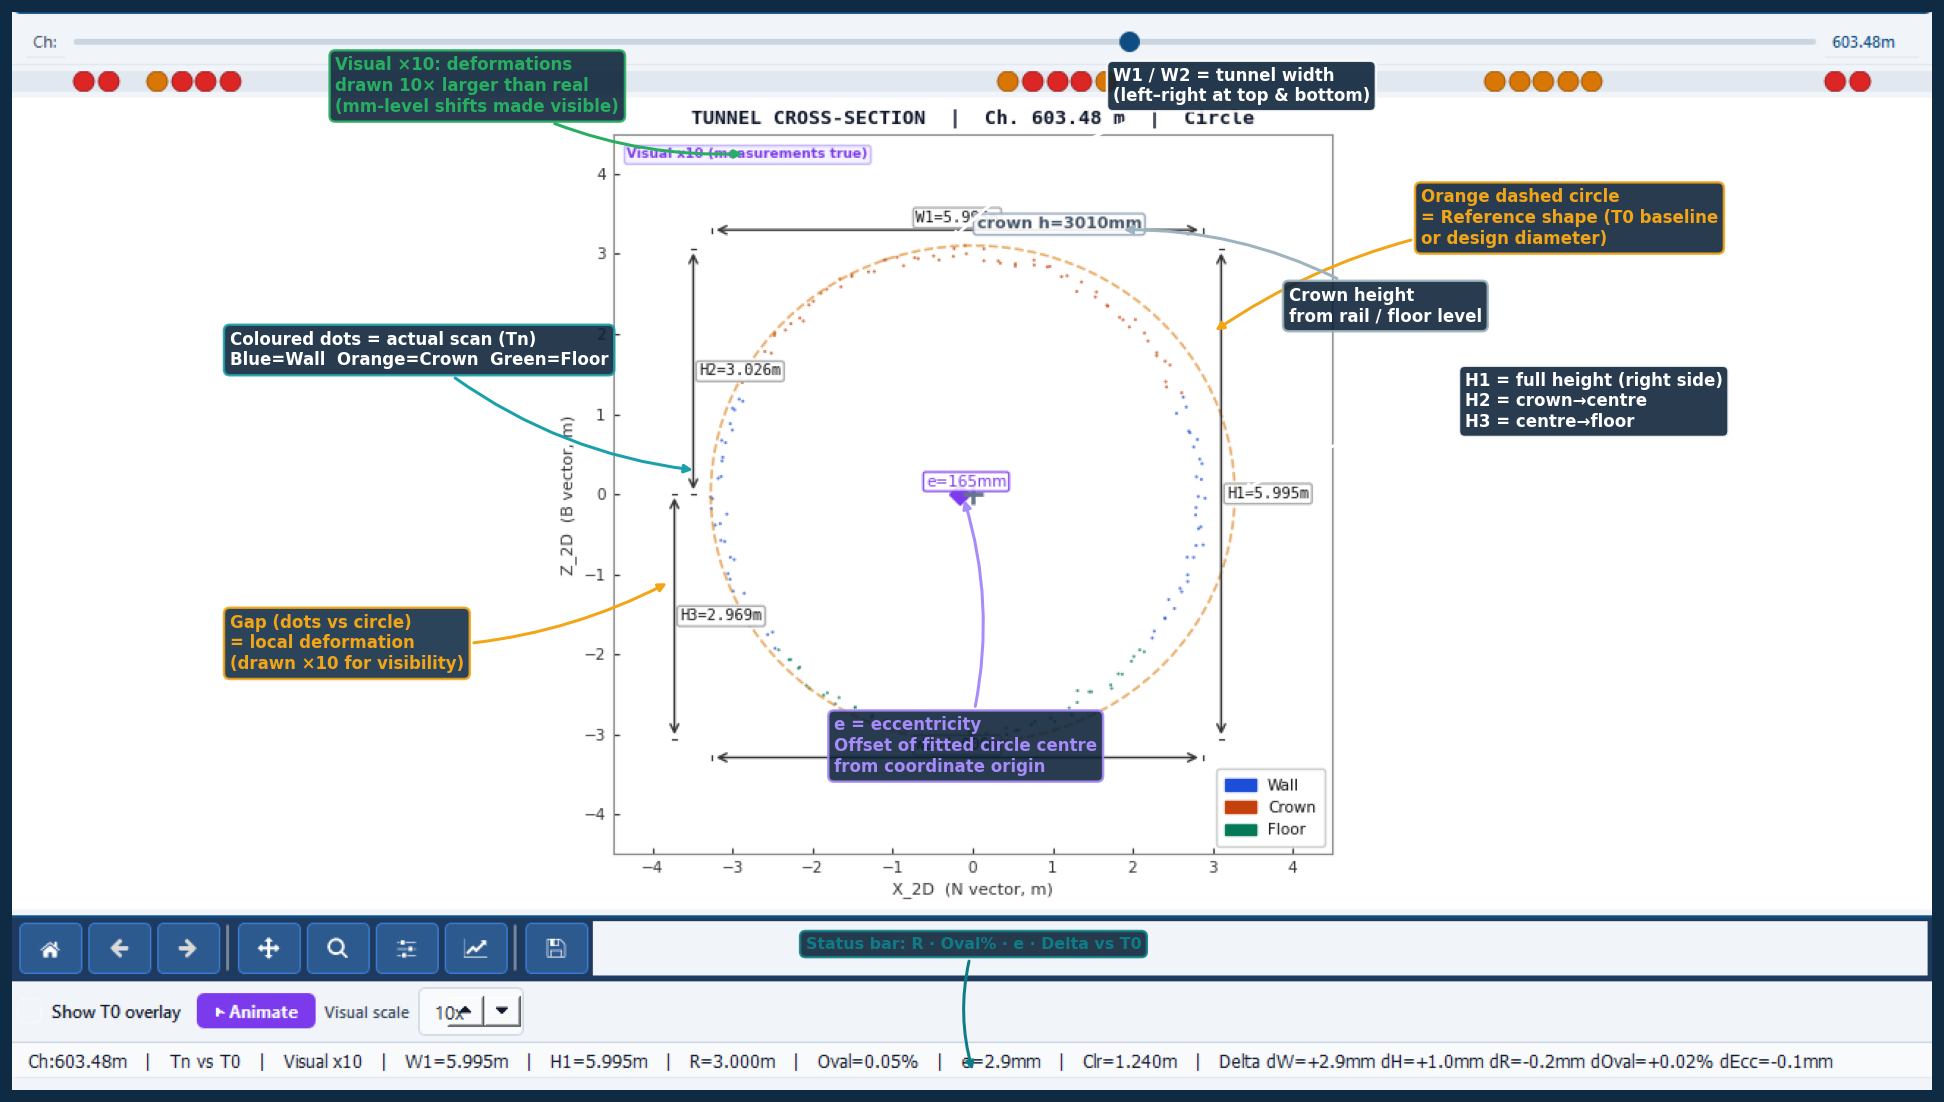 Ch:
603.48m
Visual ×10: deformations
drawn 10× larger than real
(mm-level shifts made visible)
W1 / W2 = tunnel width
(left–right at top & bottom)
TUNNEL CROSS-SECTION | Ch. 603.48 m | Circle
Visual x10 (measurements true)
Orange dashed circle
= Reference shape (T0 baseline
or design diameter)
W1=5.99
crown h=3010mm
Crown height
from rail / floor level
Coloured dots = actual scan (Tn)
Blue=Wall Orange=Crown Green=Floor
H2=3.026m
H1 = full height (right side)
H2 = crown→centre
H3 = centre→floor
e=165mm
H1=5.995m
Gap (dots vs circle)
= local deformation
(drawn ×10 for visibility)
H3=2.969m
e = eccentricity
Offset of fitted circle centre
from coordinate origin
4
3
2
1
0
−1
−2
−3
−4
Z_2D (B vector, m)
Wall
Crown
Floor
−4 −3 −2 −1 0 1 2 3 4
X_2D (N vector, m)
Status bar: R · Oval% · e · Delta vs T0
Show T0 overlay
Animate
Visual scale
10x
Ch:603.48m | Tn vs T0 | Visual x10 | W1=5.995m | H1=5.995m | R=3.000m | Oval=0.05% | e=2.9mm | Clr=1.240m | Delta dW=+2.9mm dH=+1.0mm dR=-0.2mm dOval=+0.02% dEcc=-0.1mm